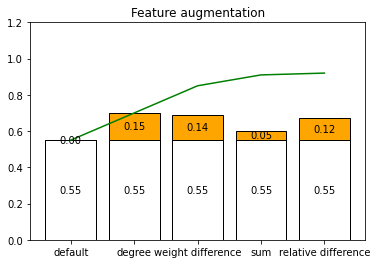 Feature augmentation
1.2
1.0
0.8
0.6
0.4
0.2
0.0
0.00 0.15 0.14 0.05 0.12
0.55 0.55 0.55 0.55 0.55
default degree weight difference sum relative difference